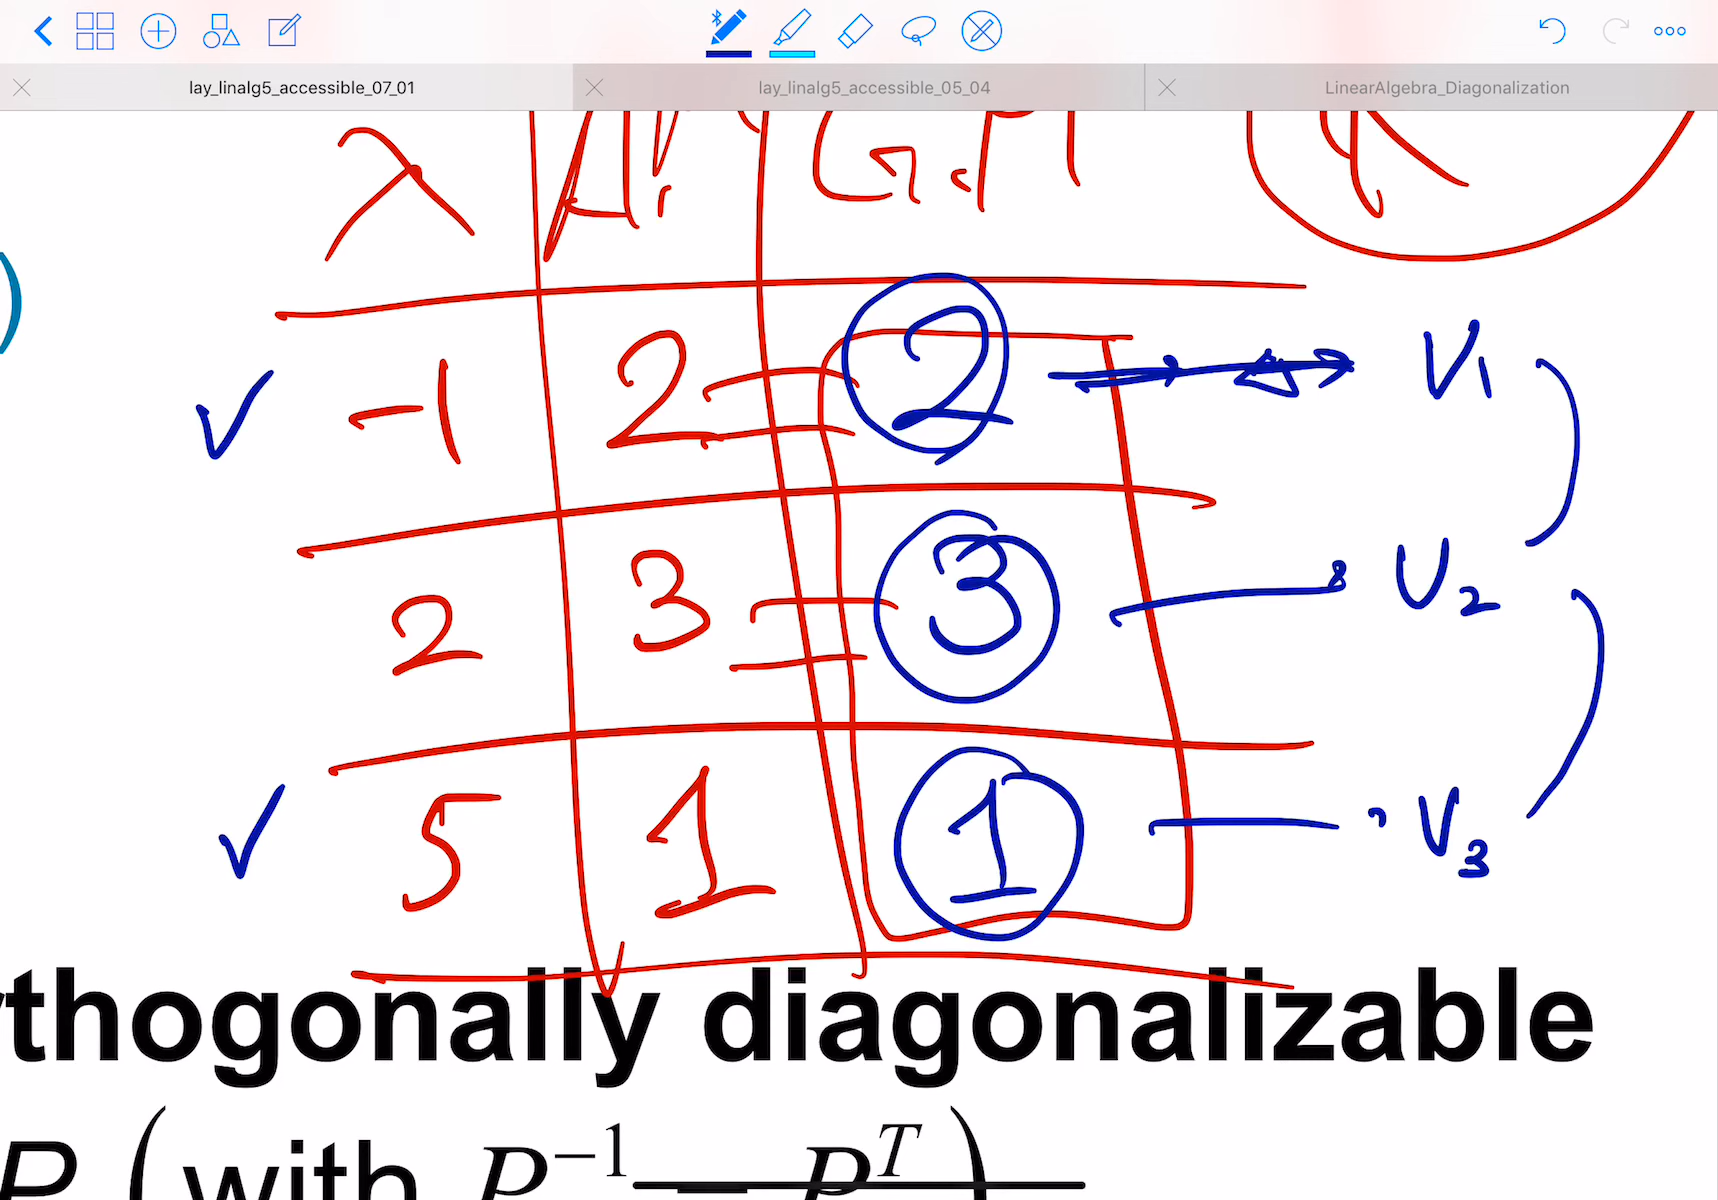 lay_linalg5_accessible_07_01 lay_linalg5_accessible_05_04 LinearAlgebra_Diagonalization
λ A.M G.M
-1 2 = 2 → V1
2 3 = 3 V2
5 1 1 V3
thogonally diagonalizable
P (with P⁻¹ = Pᵀ)